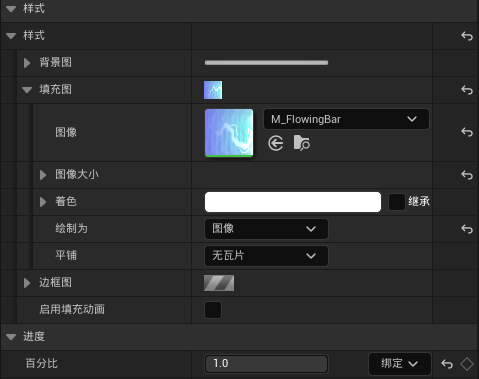 样式
样式
背景图
填充图
图像
M_FlowingBar
图像大小
着色
继承
绘制为
图像
平铺
无瓦片
边框图
启用填充动画
进度
百分比
1.0
绑定